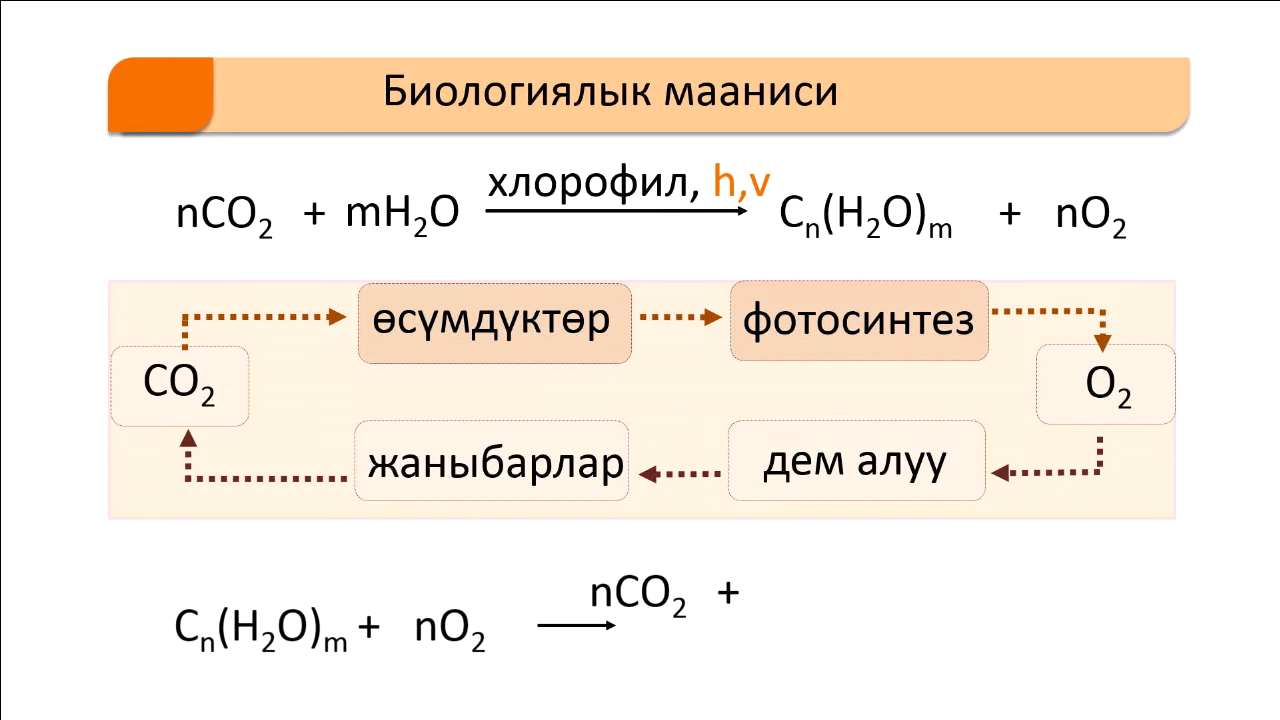 Биологиялык мааниси
хлорофил, h,v
nCO₂ + mH₂O → Cₙ(H₂O)ₘ + nO₂
өсүмдүктөр фотосинтез
CO₂ O₂
жаныбарлар дем алуу
Cₙ(H₂O)ₘ + nO₂ → nCO₂ +